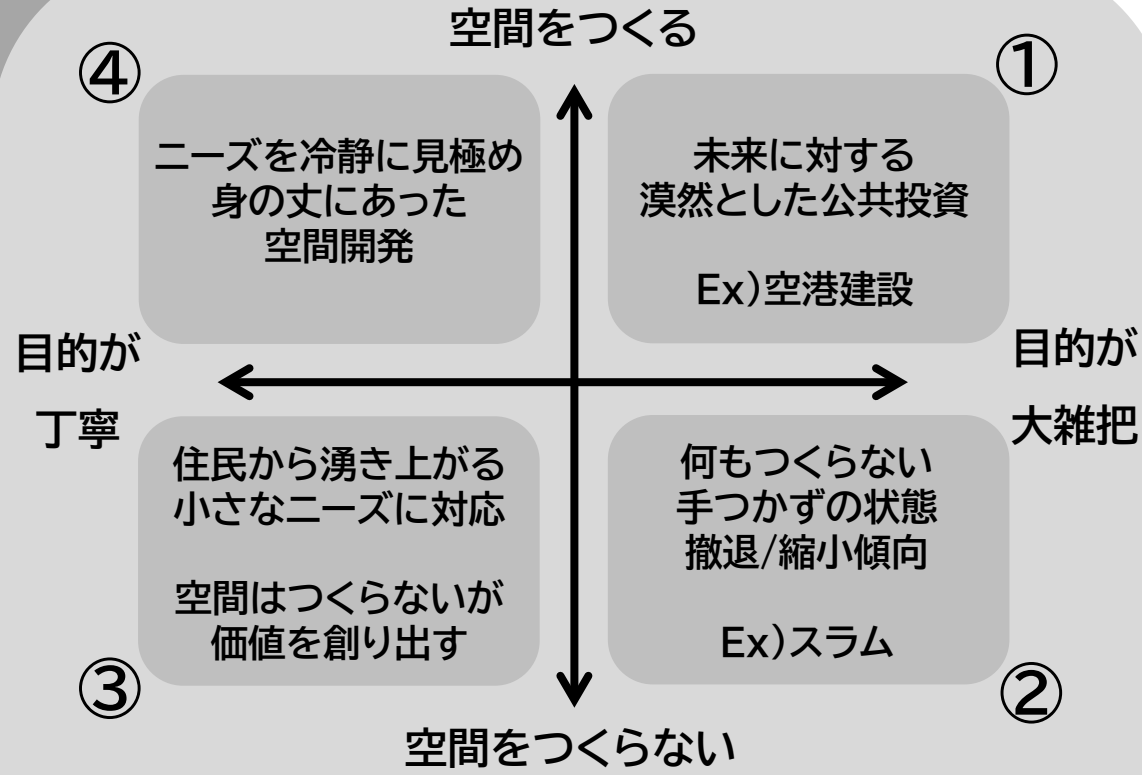 空間をつくる
④
ニーズを冷静に見極め
身の丈にあった
空間開発
①
未来に対する
漠然とした公共投資
Ex）空港建設
目的が
丁寧
目的が
大雑把
住民から湧き上がる
小さなニーズに対応
空間はつくらないが
価値を創り出す
③
何もつくらない
手つかずの状態
撤退/縮小傾向
Ex）スラム
②
空間をつくらない